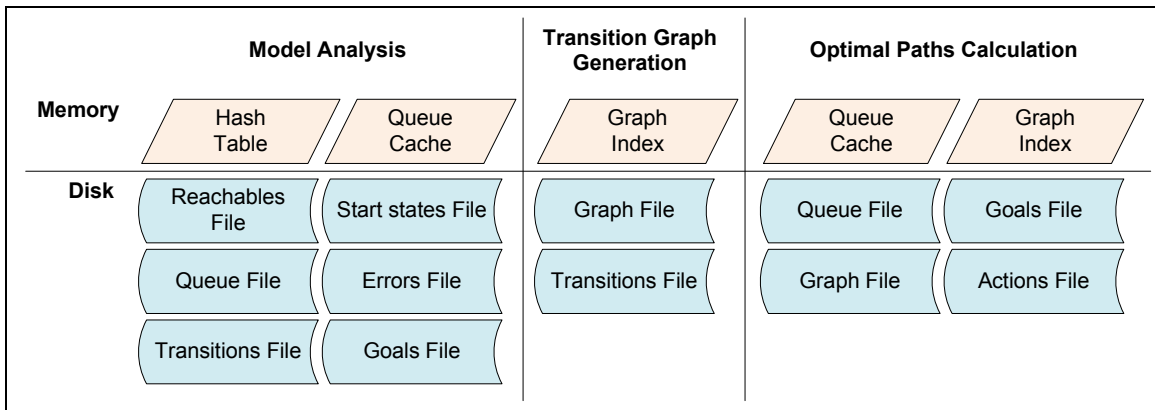 Model Analysis
Transition Graph
Generation
Optimal Paths Calculation
Memory
Hash
Table
Queue
Cache
Graph
Index
Queue
Cache
Graph
Index
Disk
Reachables
File
Start states File
Graph File
Queue File
Goals File
Queue File
Errors File
Transitions File
Graph File
Actions File
Transitions File
Goals File